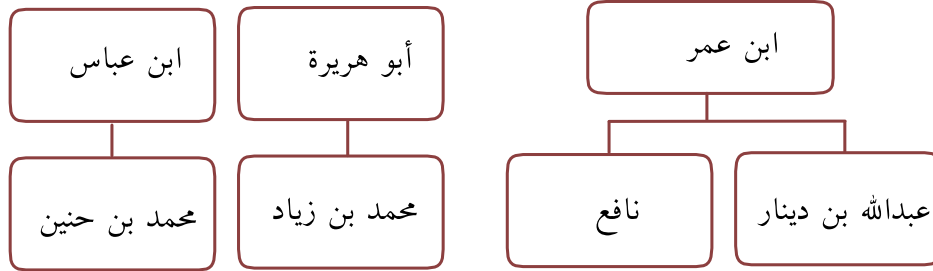 ابن عمر
أبو هريرة
ابن عباس
عبدالله بن دينار
نافع
محمد بن زياد
محمد بن حنين